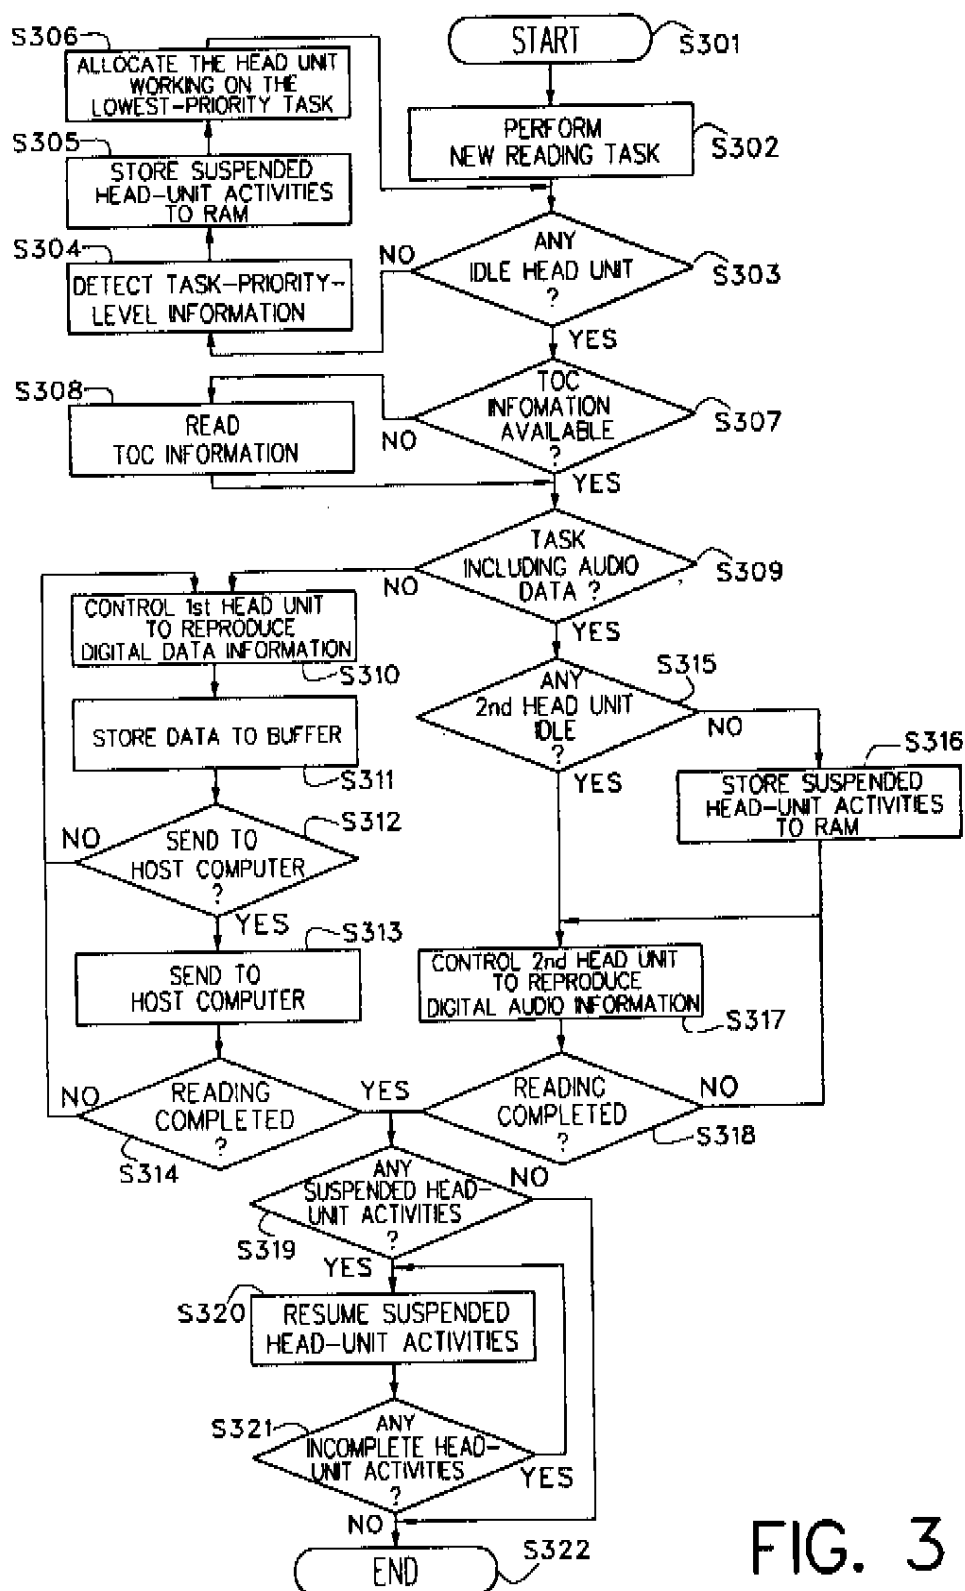 S301
START
S302
PERFORM
NEW READING TASK
S303
ANY
IDLE HEAD UNIT
?
NO
YES
S304
DETECT TASK-PRIORITY-
LEVEL INFORMATION
S305
STORE SUSPENDED
HEAD-UNIT ACTIVITIES
TO RAM
S306
ALLOCATE THE HEAD UNIT
WORKING ON THE
LOWEST-PRIORITY TASK
S307
TOC
INFOMATION
AVAILABLE
?
NO
YES
S308
READ
TOC INFORMATION
S309
TASK
INCLUDING AUDIO
DATA ?
NO
YES
CONTROL 1st HEAD UNIT
TO REPRODUCE
DIGITAL DATA INFORMATION
S310
STORE DATA TO BUFFER
S311
S312
SEND TO
HOST COMPUTER
?
NO
YES
S313
SEND TO
HOST COMPUTER
READING
COMPLETED
?
NO
YES
S314
S315
ANY
2nd HEAD UNIT
IDLE
?
NO
YES
S316
STORE SUSPENDED
HEAD-UNIT ACTIVITIES
TO RAM
CONTROL 2nd HEAD UNIT
TO REPRODUCE
DIGITAL AUDIO INFORMATION
S317
READING
COMPLETED
?
NO
S318
ANY
SUSPENDED HEAD-
UNIT ACTIVITIES
?
NO
YES
S319
S320
RESUME SUSPENDED
HEAD-UNIT ACTIVITIES
S321
ANY
INCOMPLETE HEAD-
UNIT ACTIVITIES
?
YES
NO
END
S322
FIG. 3